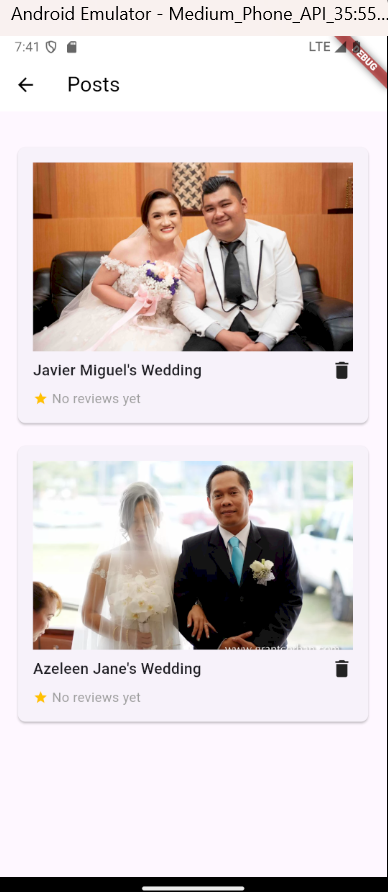 Android Emulator - Medium_Phone_API_35:55...
7:41
LTE
Posts
Javier Miguel's Wedding
No reviews yet
Azeleen Jane's Wedding
No reviews yet